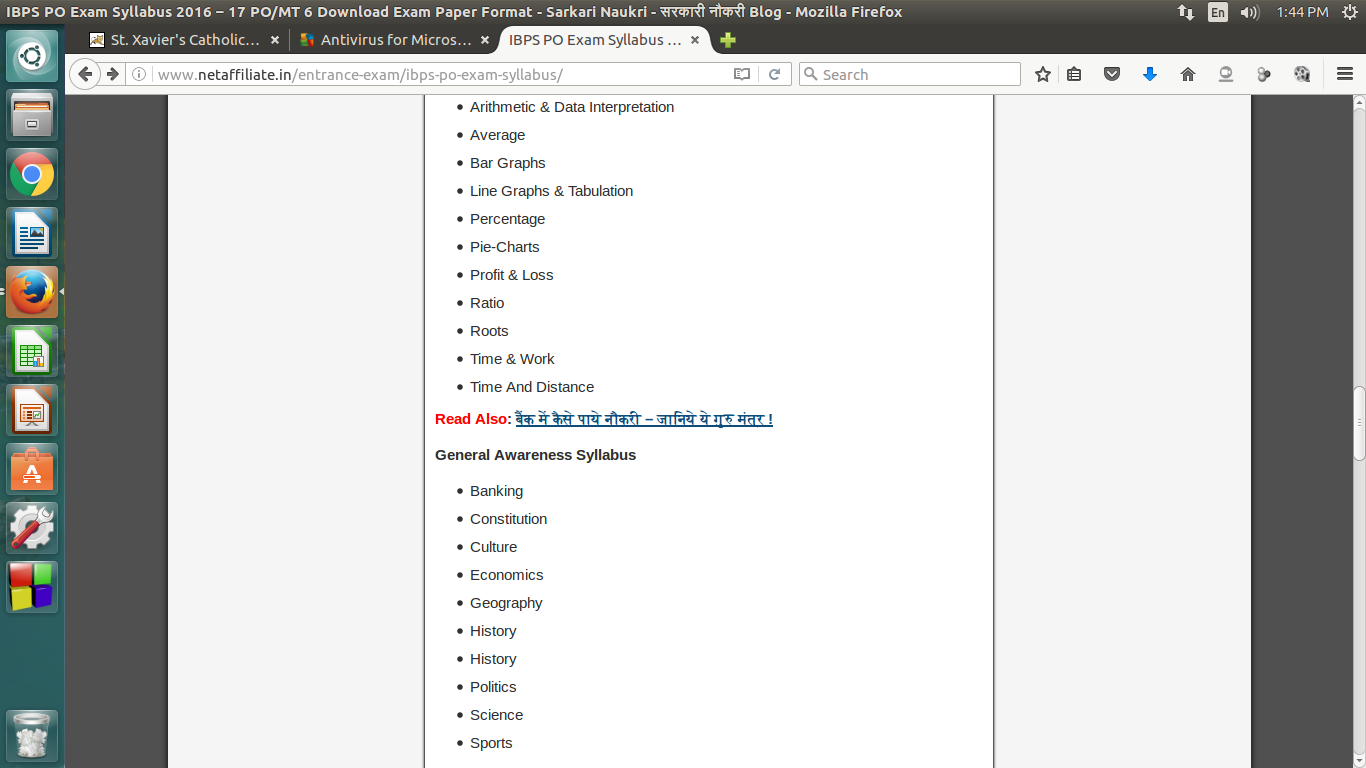 IBPS PO Exam Syllabus 2016 – 17 PO/MT 6 Download Exam Paper Format - Sarkari Naukri - सरकारी नौकरी Blog - Mozilla Firefox
En
1:44 PM
St. Xavier's Catholic...
Antivirus for Micros...
IBPS PO Exam Syllabus ...
www.netaffiliate.in/entrance-exam/ibps-po-exam-syllabus/
Search
• Arithmetic & Data Interpretation
• Average
• Bar Graphs
• Line Graphs & Tabulation
• Percentage
• Pie-Charts
• Profit & Loss
• Ratio
• Roots
• Time & Work
• Time And Distance
Read Also: बैंक में कैसे पाये नौकरी – जानिये ये गुरु मंतर !
General Awareness Syllabus
• Banking
• Constitution
• Culture
• Economics
• Geography
• History
• History
• Politics
• Science
• Sports